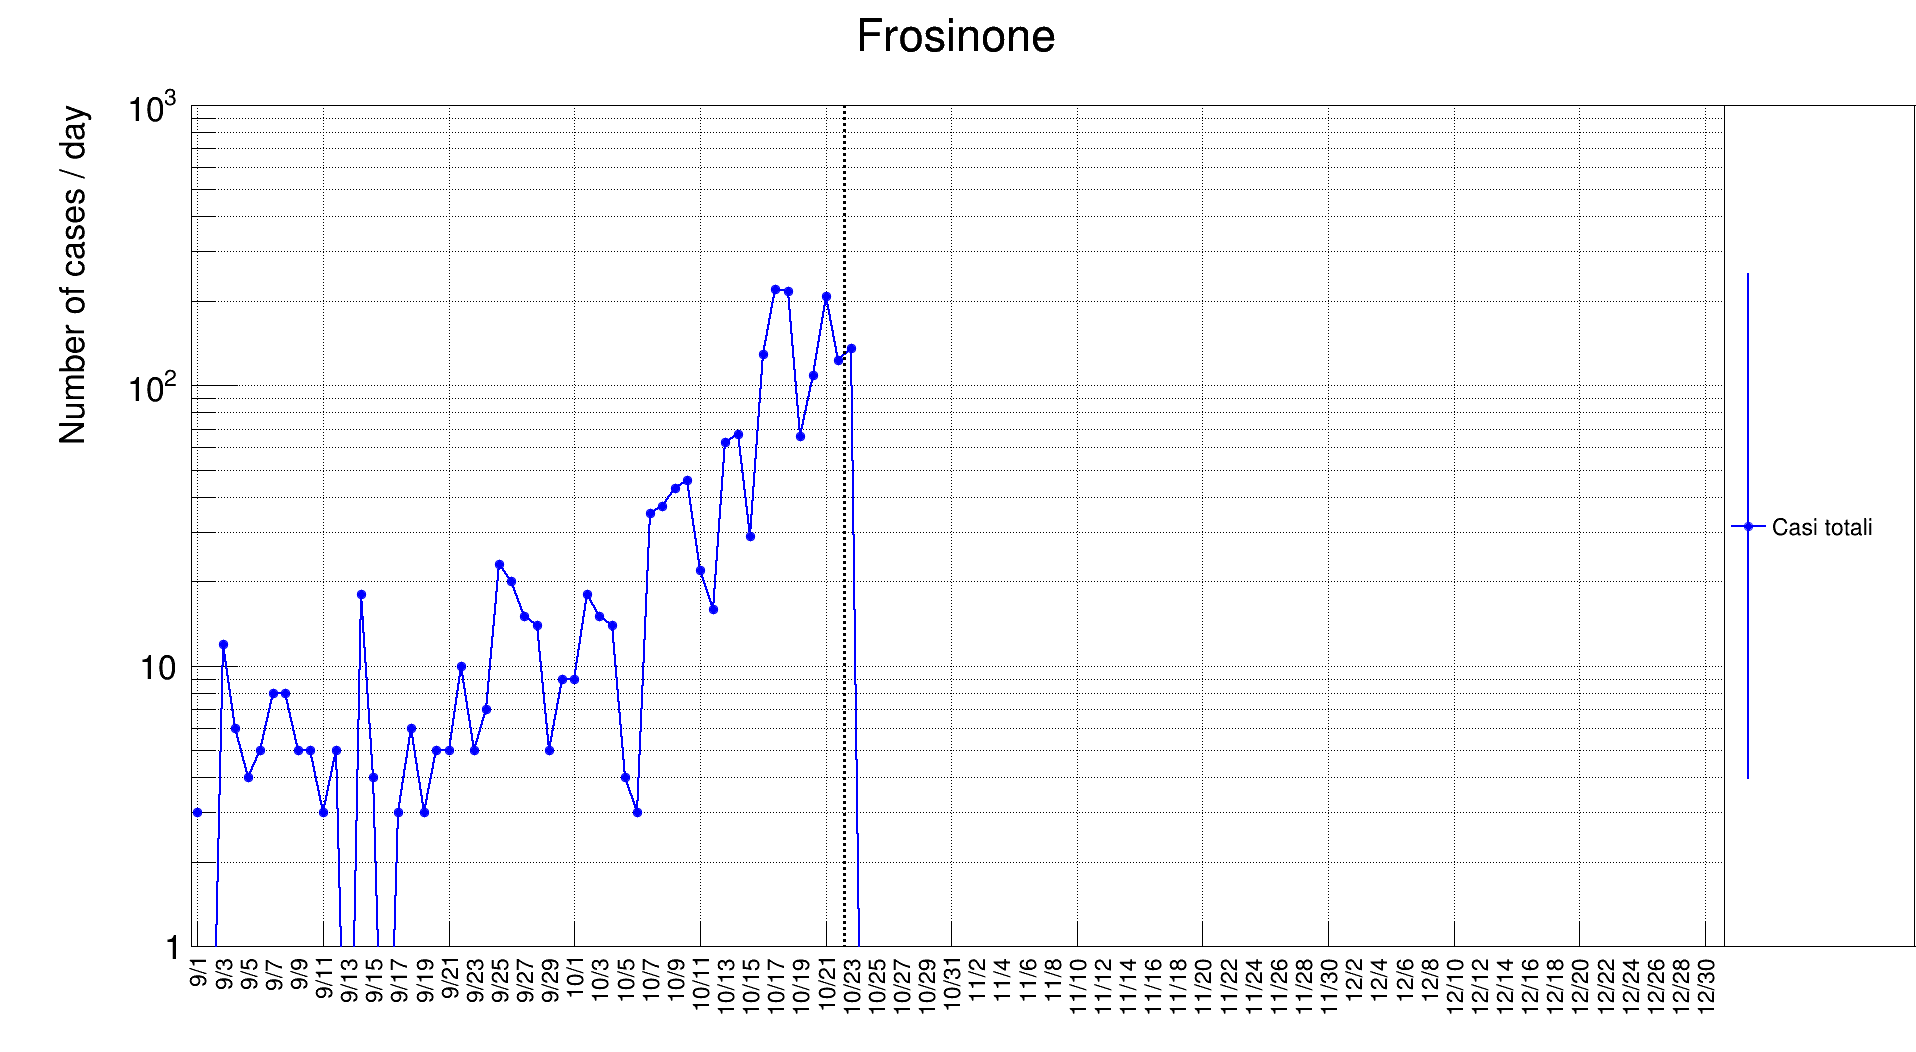 Frosinone
Number of cases / day
10³
10²
10
1
9/1 9/3 9/5 9/7 9/9 9/11 9/13 9/15 9/17 9/19 9/21 9/23 9/25 9/27 9/29 10/1 10/3 10/5 10/7 10/9 10/11 10/13 10/15 10/17 10/19 10/21 10/23 10/25 10/27 10/29 10/31 11/2 11/4 11/6 11/8 11/10 11/12 11/14 11/16 11/18 11/20 11/22 11/24 11/26 11/28 11/30 12/2 12/4 12/6 12/8 12/10 12/12 12/14 12/16 12/18 12/20 12/22 12/24 12/26 12/28 12/30
Casi totali